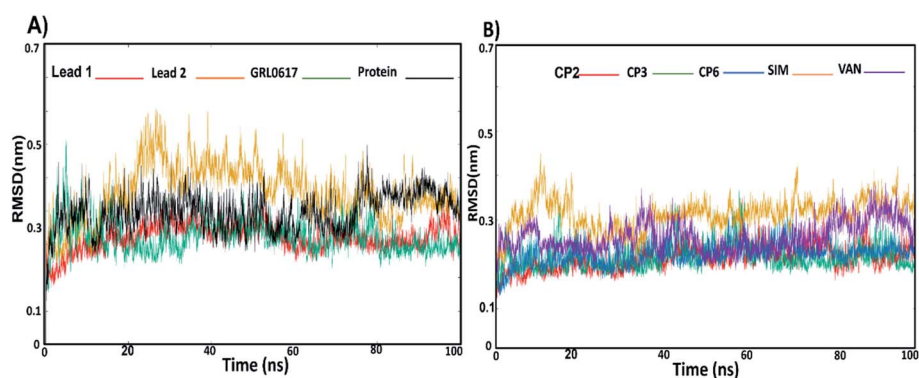 A)
0.7
Lead 1 Lead 2 GRL0617 Protein
0.5
RMSD(nm)
0.3
0.1
0
0 20 40 60 80 100
Time (ns)
B)
0.7
CP2 CP3 CP6 SIM VAN
0.5
RMSD(nm)
0.3
0.1
0
0 20 40 60 80 100
Time (ns)